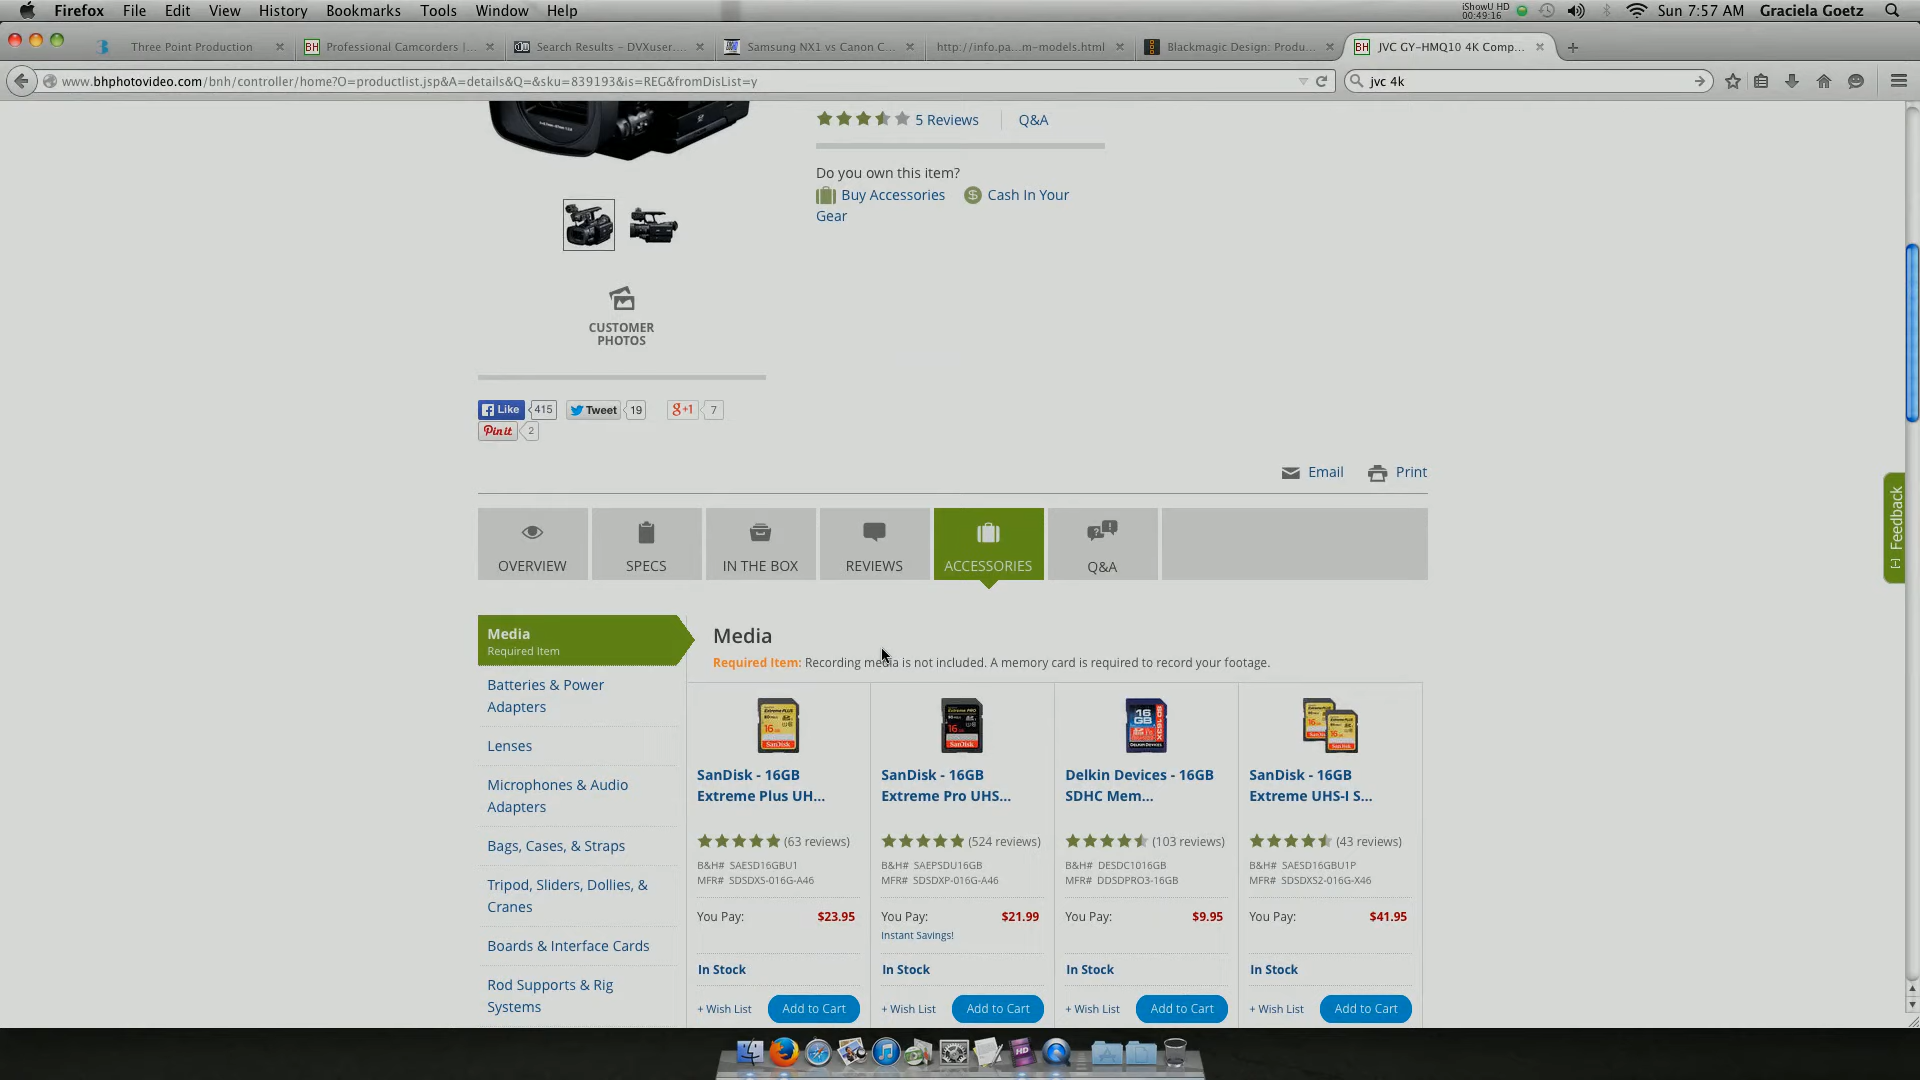 Firefox File Edit View History Bookmarks Tools Window Help iShowU HD 00:49:16 Sun 7:57 AM Graciela Goetz
Three Point Production Professional Camcorders |... Search Results – DVXuser.... Samsung NX1 vs Canon C... http://info.pa...m-models.html Blackmagic Design: Produ... JVC GY-HMQ10 4K Comp...
www.bhphotovideo.com/bnh/controller/home?O=productlist.jsp&A=details&Q=&sku=839193&is=REG&fromDisList=y jvc 4k
5 Reviews Q&A
Do you own this item?
Buy Accessories Cash In Your
Gear
CUSTOMER
PHOTOS
Like 415 Tweet 19 g+1 7
Pin it 2
Email Print
[-] Feedback
OVERVIEW SPECS IN THE BOX REVIEWS ACCESSORIES Q&A
Media
Required Item
Batteries & Power
Adapters
Lenses
Microphones & Audio
Adapters
Bags, Cases, & Straps
Tripod, Sliders, Dollies, &
Cranes
Boards & Interface Cards
Rod Supports & Rig
Systems
Media
Required Item: Recording media is not included. A memory card is required to record your footage.
SanDisk - 16GB
Extreme Plus UH...
(63 reviews)
B&H# SAESD16GBU1
MFR# SDSDXS-016G-A46
You Pay: $23.95
In Stock
+ Wish List Add to Cart
SanDisk - 16GB
Extreme Pro UHS...
(524 reviews)
B&H# SAEPSDU16GB
MFR# SDSDXP-016G-A46
You Pay: $21.99
Instant Savings!
In Stock
+ Wish List Add to Cart
Delkin Devices - 16GB
SDHC Mem...
(103 reviews)
B&H# DESDC1016GB
MFR# DDSDPRO3-16GB
You Pay: $9.95
In Stock
+ Wish List Add to Cart
SanDisk - 16GB
Extreme UHS-I S...
(43 reviews)
B&H# SAESD16GBU1P
MFR# SDSDXS2-016G-X46
You Pay: $41.95
In Stock
+ Wish List Add to Cart